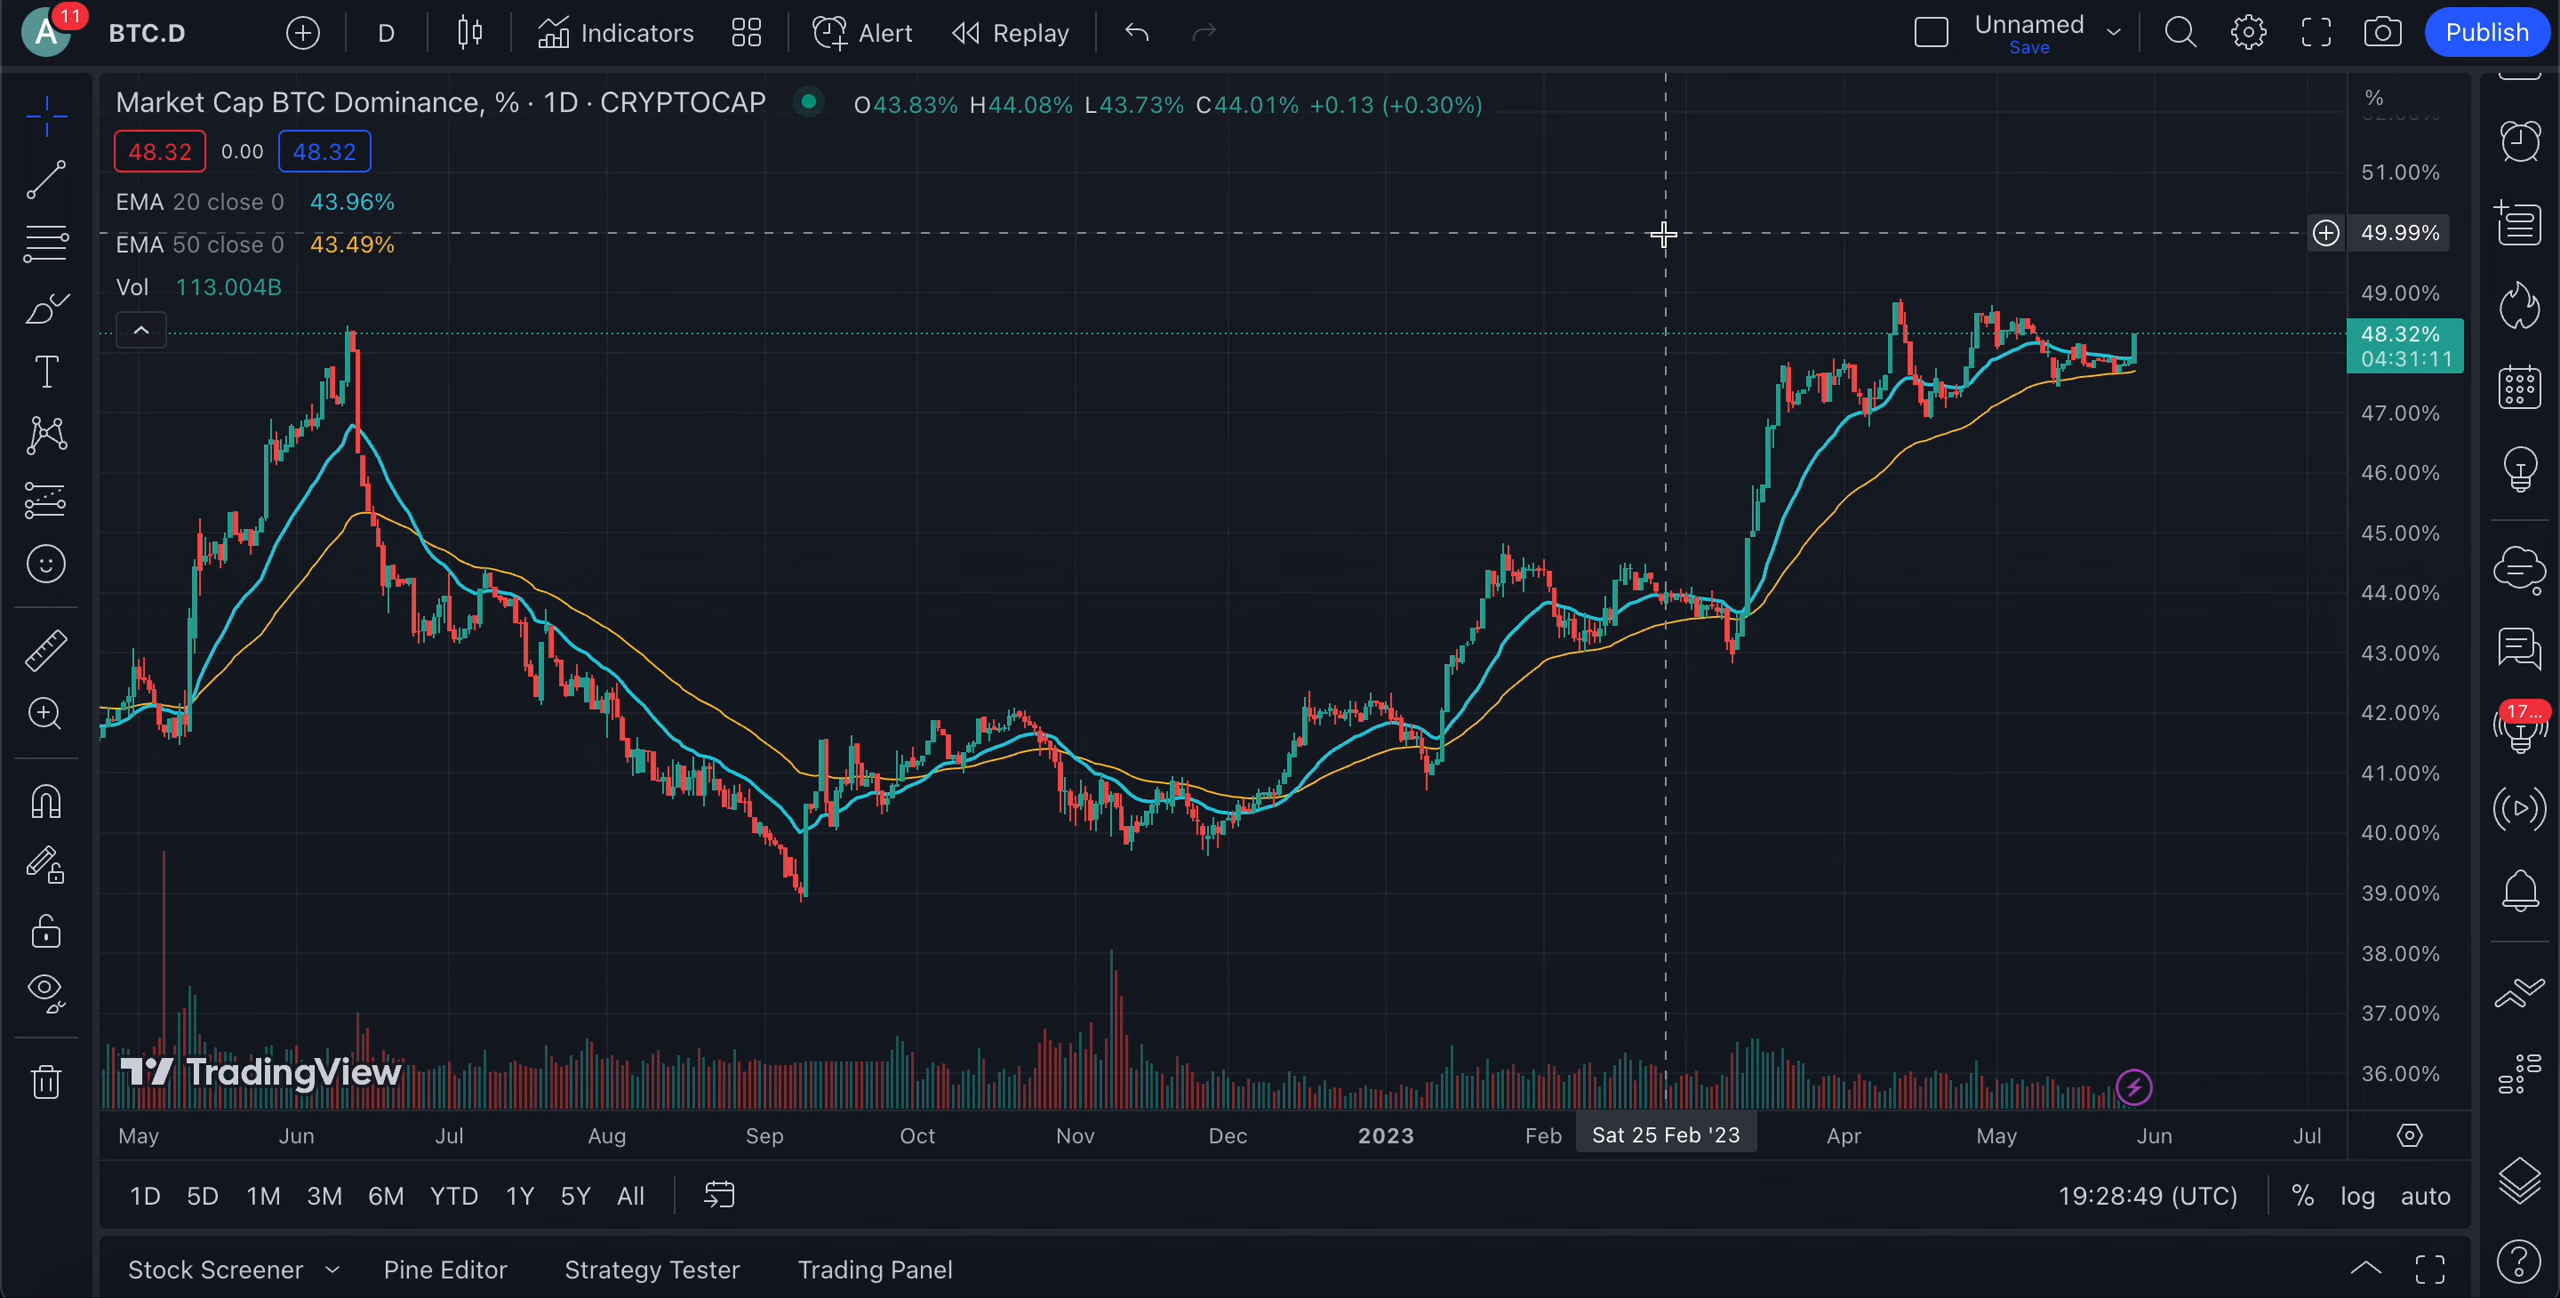 A
11
BTC.D
D
Indicators
Alert
Replay
Unnamed
Save
Publish
Market Cap BTC Dominance, % · 1D · CRYPTOCAP
O43.83% H44.08% L43.73% C44.01% +0.13 (+0.30%)
48.32 0.00 48.32
EMA 20 close 0 43.96%
EMA 50 close 0 43.49%
Vol 113.004B
%
51.00%
49.99%
49.00%
48.32%
04:31:11
47.00%
46.00%
45.00%
44.00%
43.00%
42.00%
41.00%
40.00%
39.00%
38.00%
37.00%
36.00%
17...
TradingView
May Jun Jul Aug Sep Oct Nov Dec 2023 Feb Sat 25 Feb '23 Apr May Jun Jul
1D 5D 1M 3M 6M YTD 1Y 5Y All
19:28:49 (UTC) % log auto
Stock Screener Pine Editor Strategy Tester Trading Panel